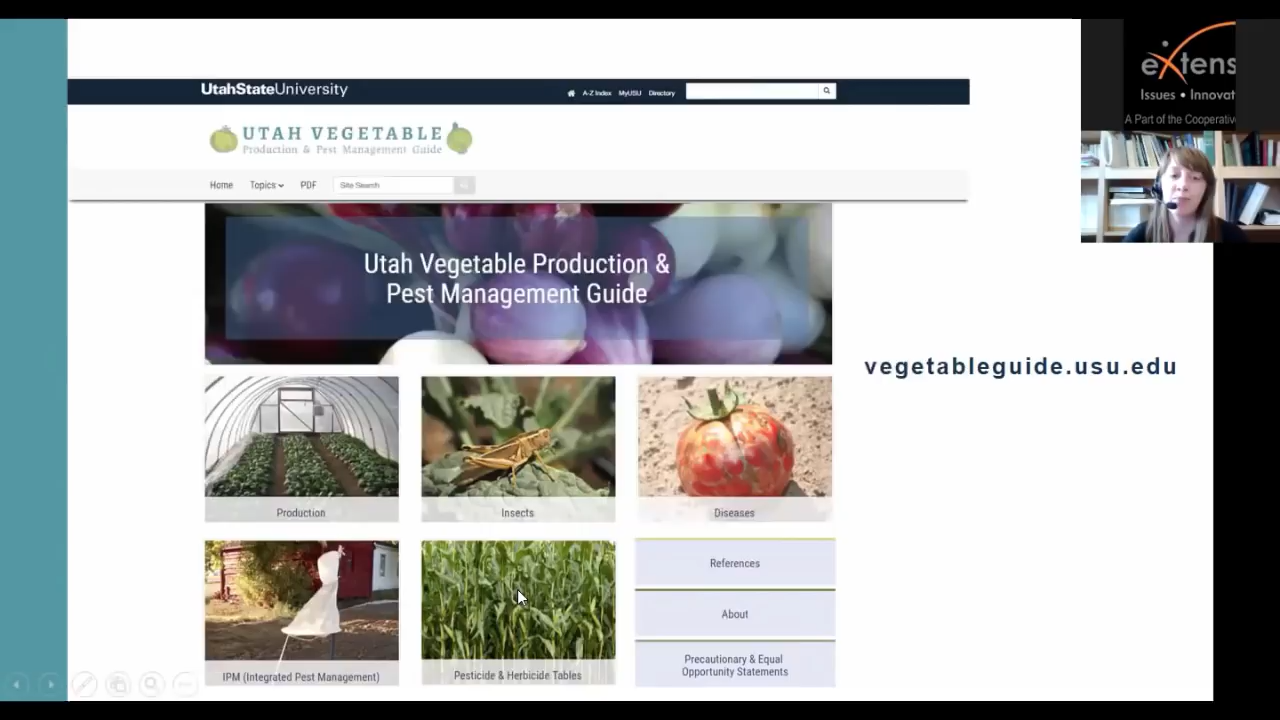 UtahStateUniversity
A-Z Index MyUSU Directory
UTAH VEGETABLE
Production & Pest Management Guide
Home Topics PDF Site Search
Utah Vegetable Production &
Pest Management Guide
vegetableguide.usu.edu
Production
Insects
Diseases
References
About
IPM (Integrated Pest Management)
Pesticide & Herbicide Tables
Precautionary & Equal
Opportunity Statements
eXtens
Issues • Innovat
A Part of the Cooperativ